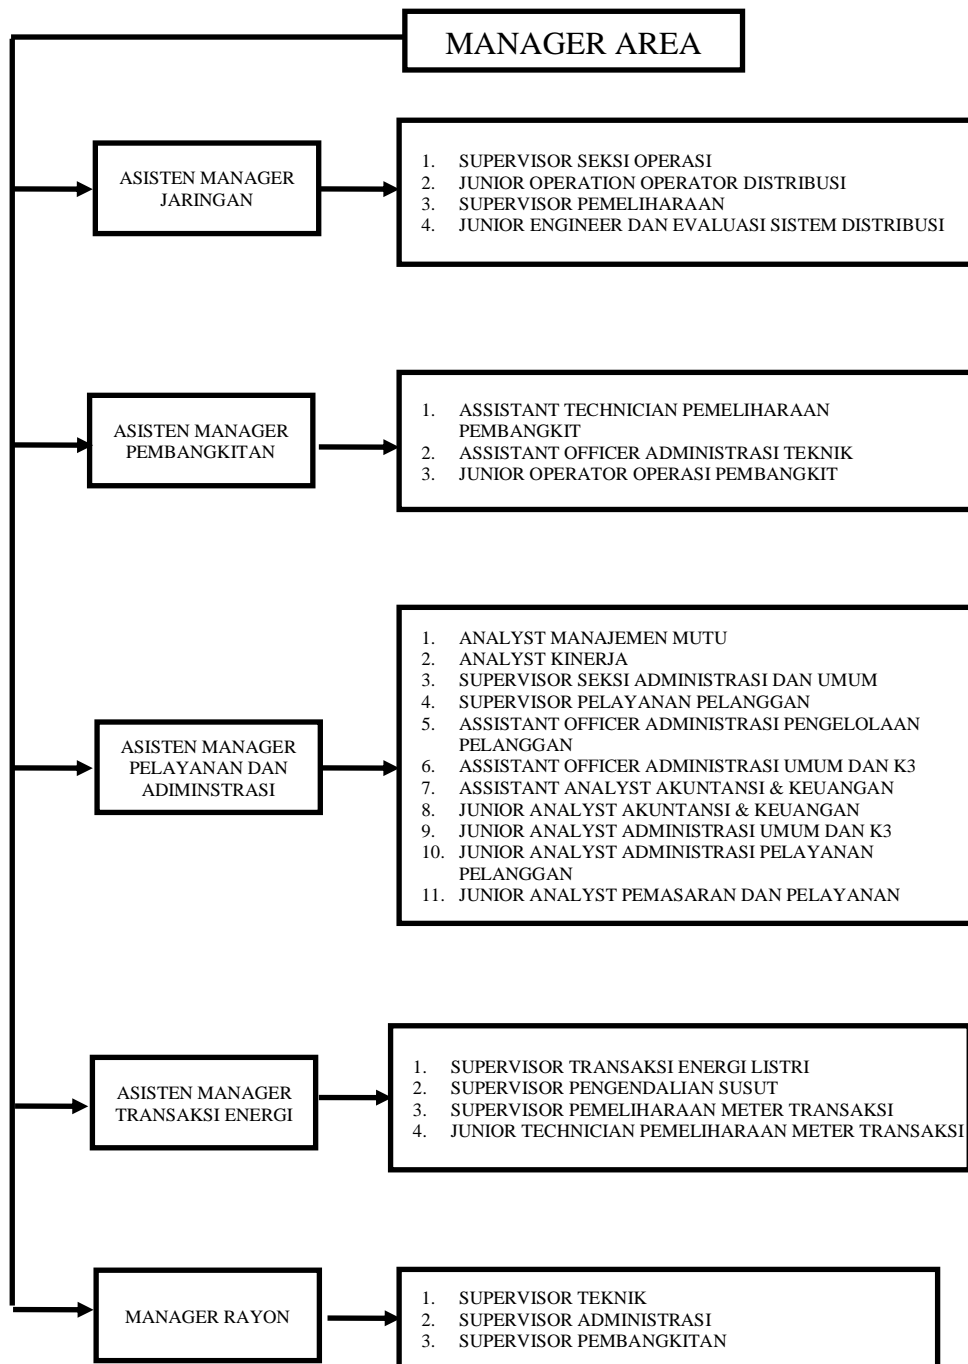 MANAGER AREA
ASISTEN MANAGER
JARINGAN
1. SUPERVISOR SEKSI OPERASI
2. JUNIOR OPERATION OPERATOR DISTRIBUSI
3. SUPERVISOR PEMELIHARAAN
4. JUNIOR ENGINEER DAN EVALUASI SISTEM DISTRIBUSI
ASISTEN MANAGER
PEMBANGKITAN
1. ASSISTANT TECHNICIAN PEMELIHARAAN
PEMBANGKIT
2. ASSISTANT OFFICER ADMINISTRASI TEKNIK
3. JUNIOR OPERATOR OPERASI PEMBANGKIT
ASISTEN MANAGER
PELAYANAN DAN
ADIMINSTRASI
1. ANALYST MANAJEMEN MUTU
2. ANALYST KINERJA
3. SUPERVISOR SEKSI ADMINISTRASI DAN UMUM
4. SUPERVISOR PELAYANAN PELANGGAN
5. ASSISTANT OFFICER ADMINISTRASI PENGELOLAAN
PELANGGAN
6. ASSISTANT OFFICER ADMINISTRASI UMUM DAN K3
7. ASSISTANT ANALYST AKUNTANSI & KEUANGAN
8. JUNIOR ANALYST AKUNTANSI & KEUANGAN
9. JUNIOR ANALYST ADMINISTRASI UMUM DAN K3
10. JUNIOR ANALYST ADMINISTRASI PELAYANAN
PELANGGAN
11. JUNIOR ANALYST PEMASARAN DAN PELAYANAN
ASISTEN MANAGER
TRANSAKSI ENERGI
1. SUPERVISOR TRANSAKSI ENERGI LISTRI
2. SUPERVISOR PENGENDALIAN SUSUT
3. SUPERVISOR PEMELIHARAAN METER TRANSAKSI
4. JUNIOR TECHNICIAN PEMELIHARAAN METER TRANSAKSI
MANAGER RAYON
1. SUPERVISOR TEKNIK
2. SUPERVISOR ADMINISTRASI
3. SUPERVISOR PEMBANGKITAN